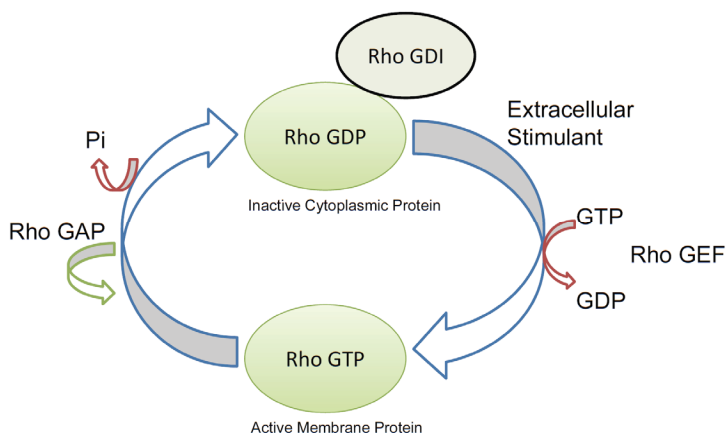 Rho GDI
Rho GDP
Extracellular
Stimulant
Pi
Inactive Cytoplasmic Protein
GTP
Rho GAP
Rho GEF
GDP
Rho GTP
Active Membrane Protein